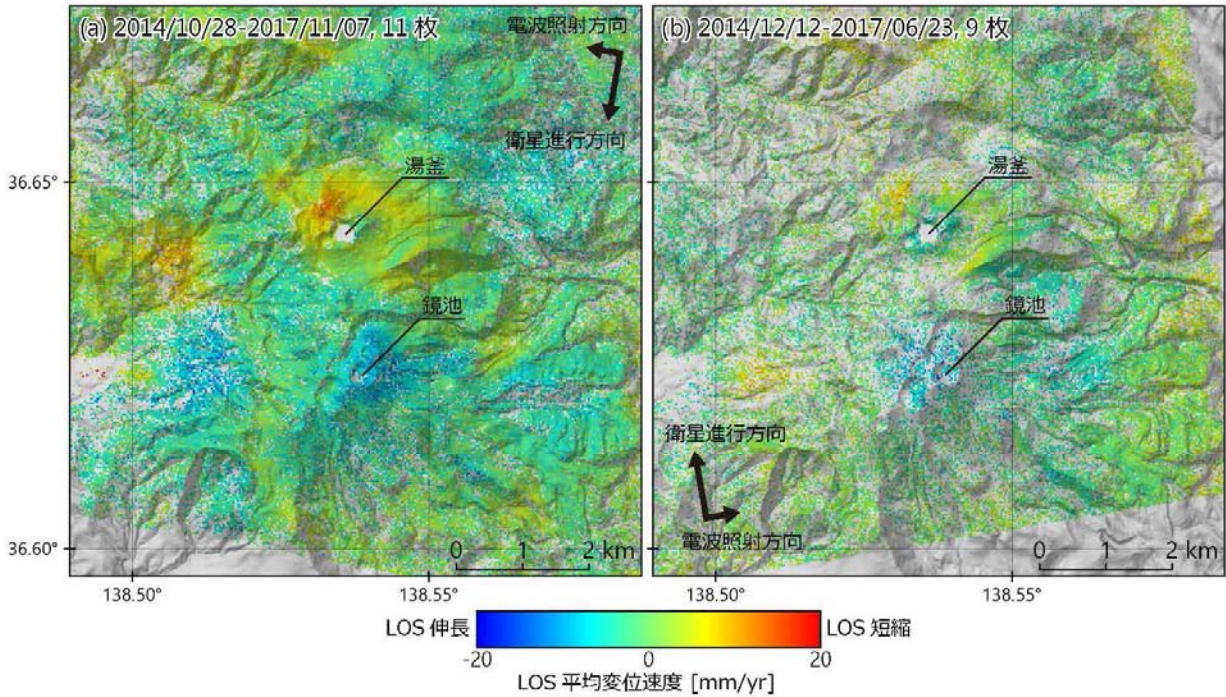 (a) 2014/10/28-2017/11/07, 11 枚
電波照射方向
衛星進行方向
湯釜
鏡池
36.65°
36.60°
0 1 2 km
138.50°
138.55°
(b) 2014/12/12-2017/06/23, 9 枚
湯釜
鏡池
衛星進行方向
電波照射方向
0 1 2 km
138.50°
138.55°
LOS 伸長
LOS 短縮
-20 0 20
LOS 平均変位速度 [mm/yr]